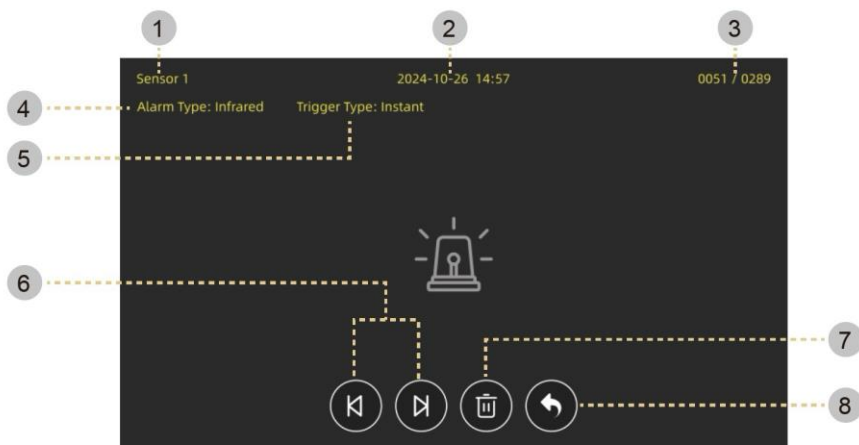 1 2 3
Sensor 1 2024-10-26 14:57 0051 / 0289
4 Alarm Type: Infrared Trigger Type: Instant
5
6
7
8